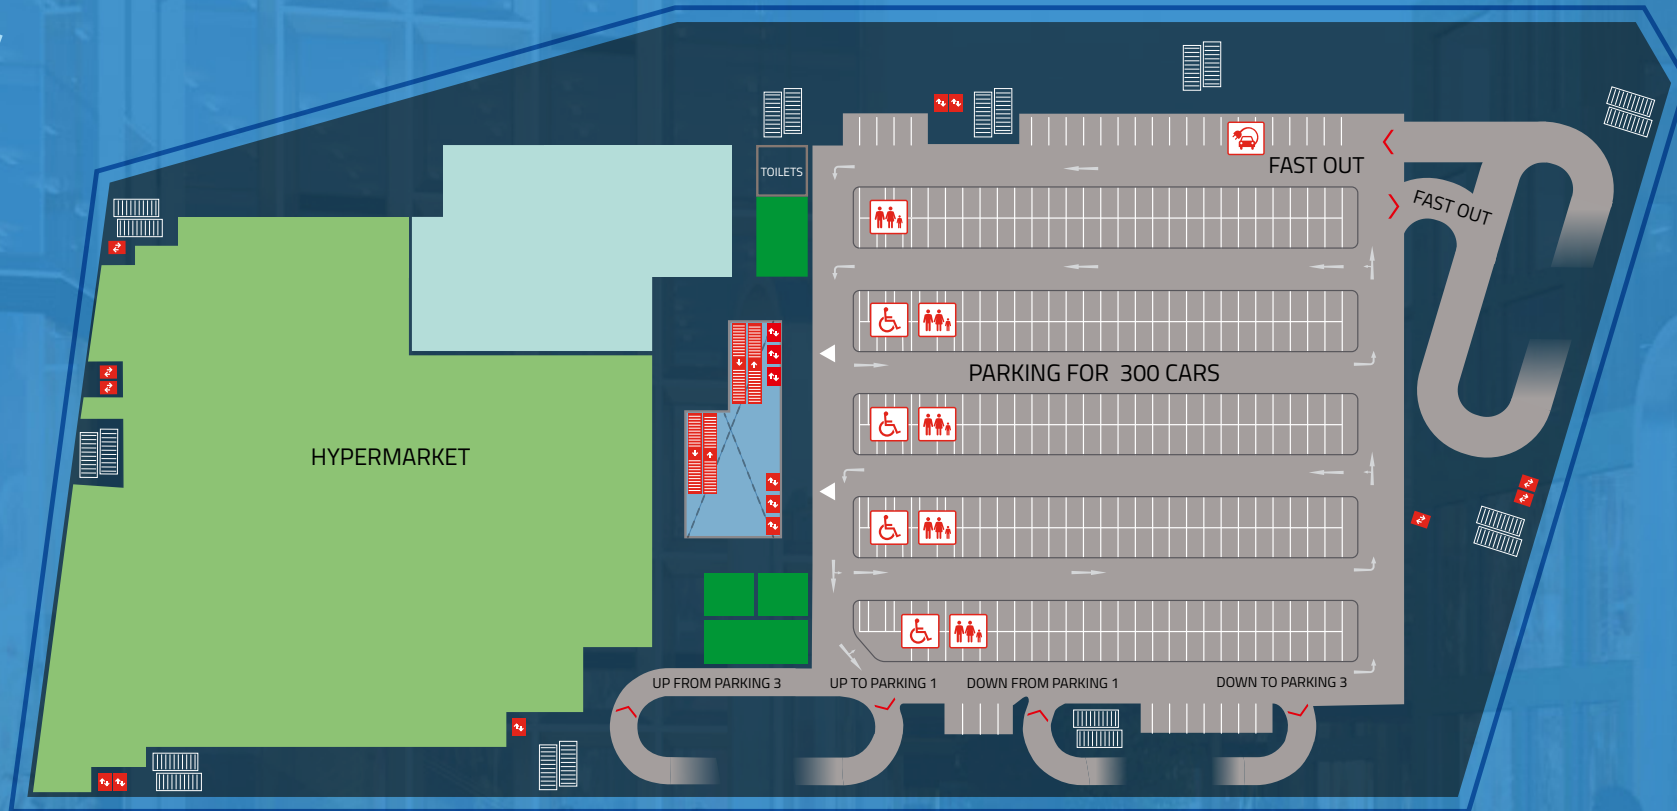 TOILETS
FAST OUT
FAST OUT
PARKING FOR 300 CARS
HYPERMARKET
UP FROM PARKING 3
UP TO PARKING 1
DOWN FROM PARKING 1
DOWN TO PARKING 3